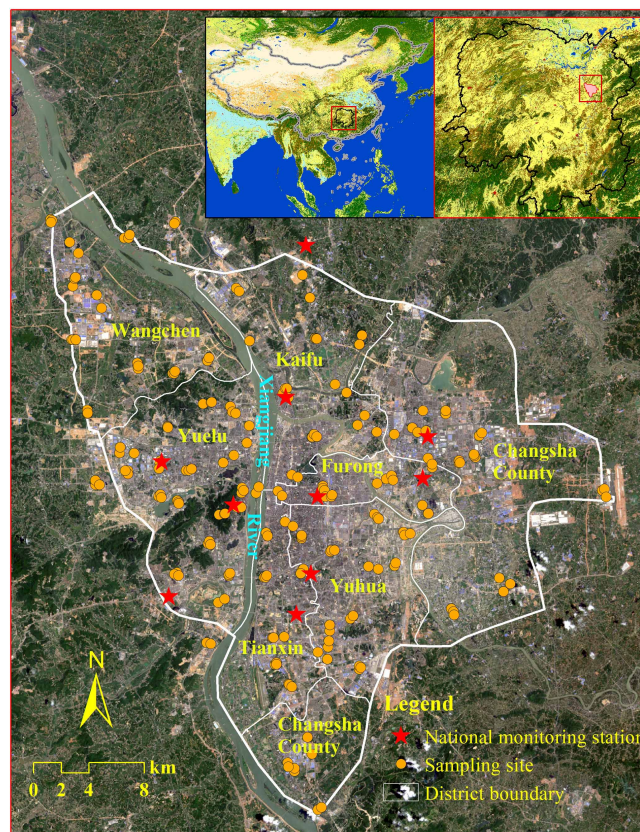 Wangchen
Kaifu
Xiangjiang
River
Yuelu
Furong
Changsha
County
Yuhua
Tianxin
N
Changsha
County
km
0 2 4 8
Legend
National monitoring station
Sampling site
District boundary